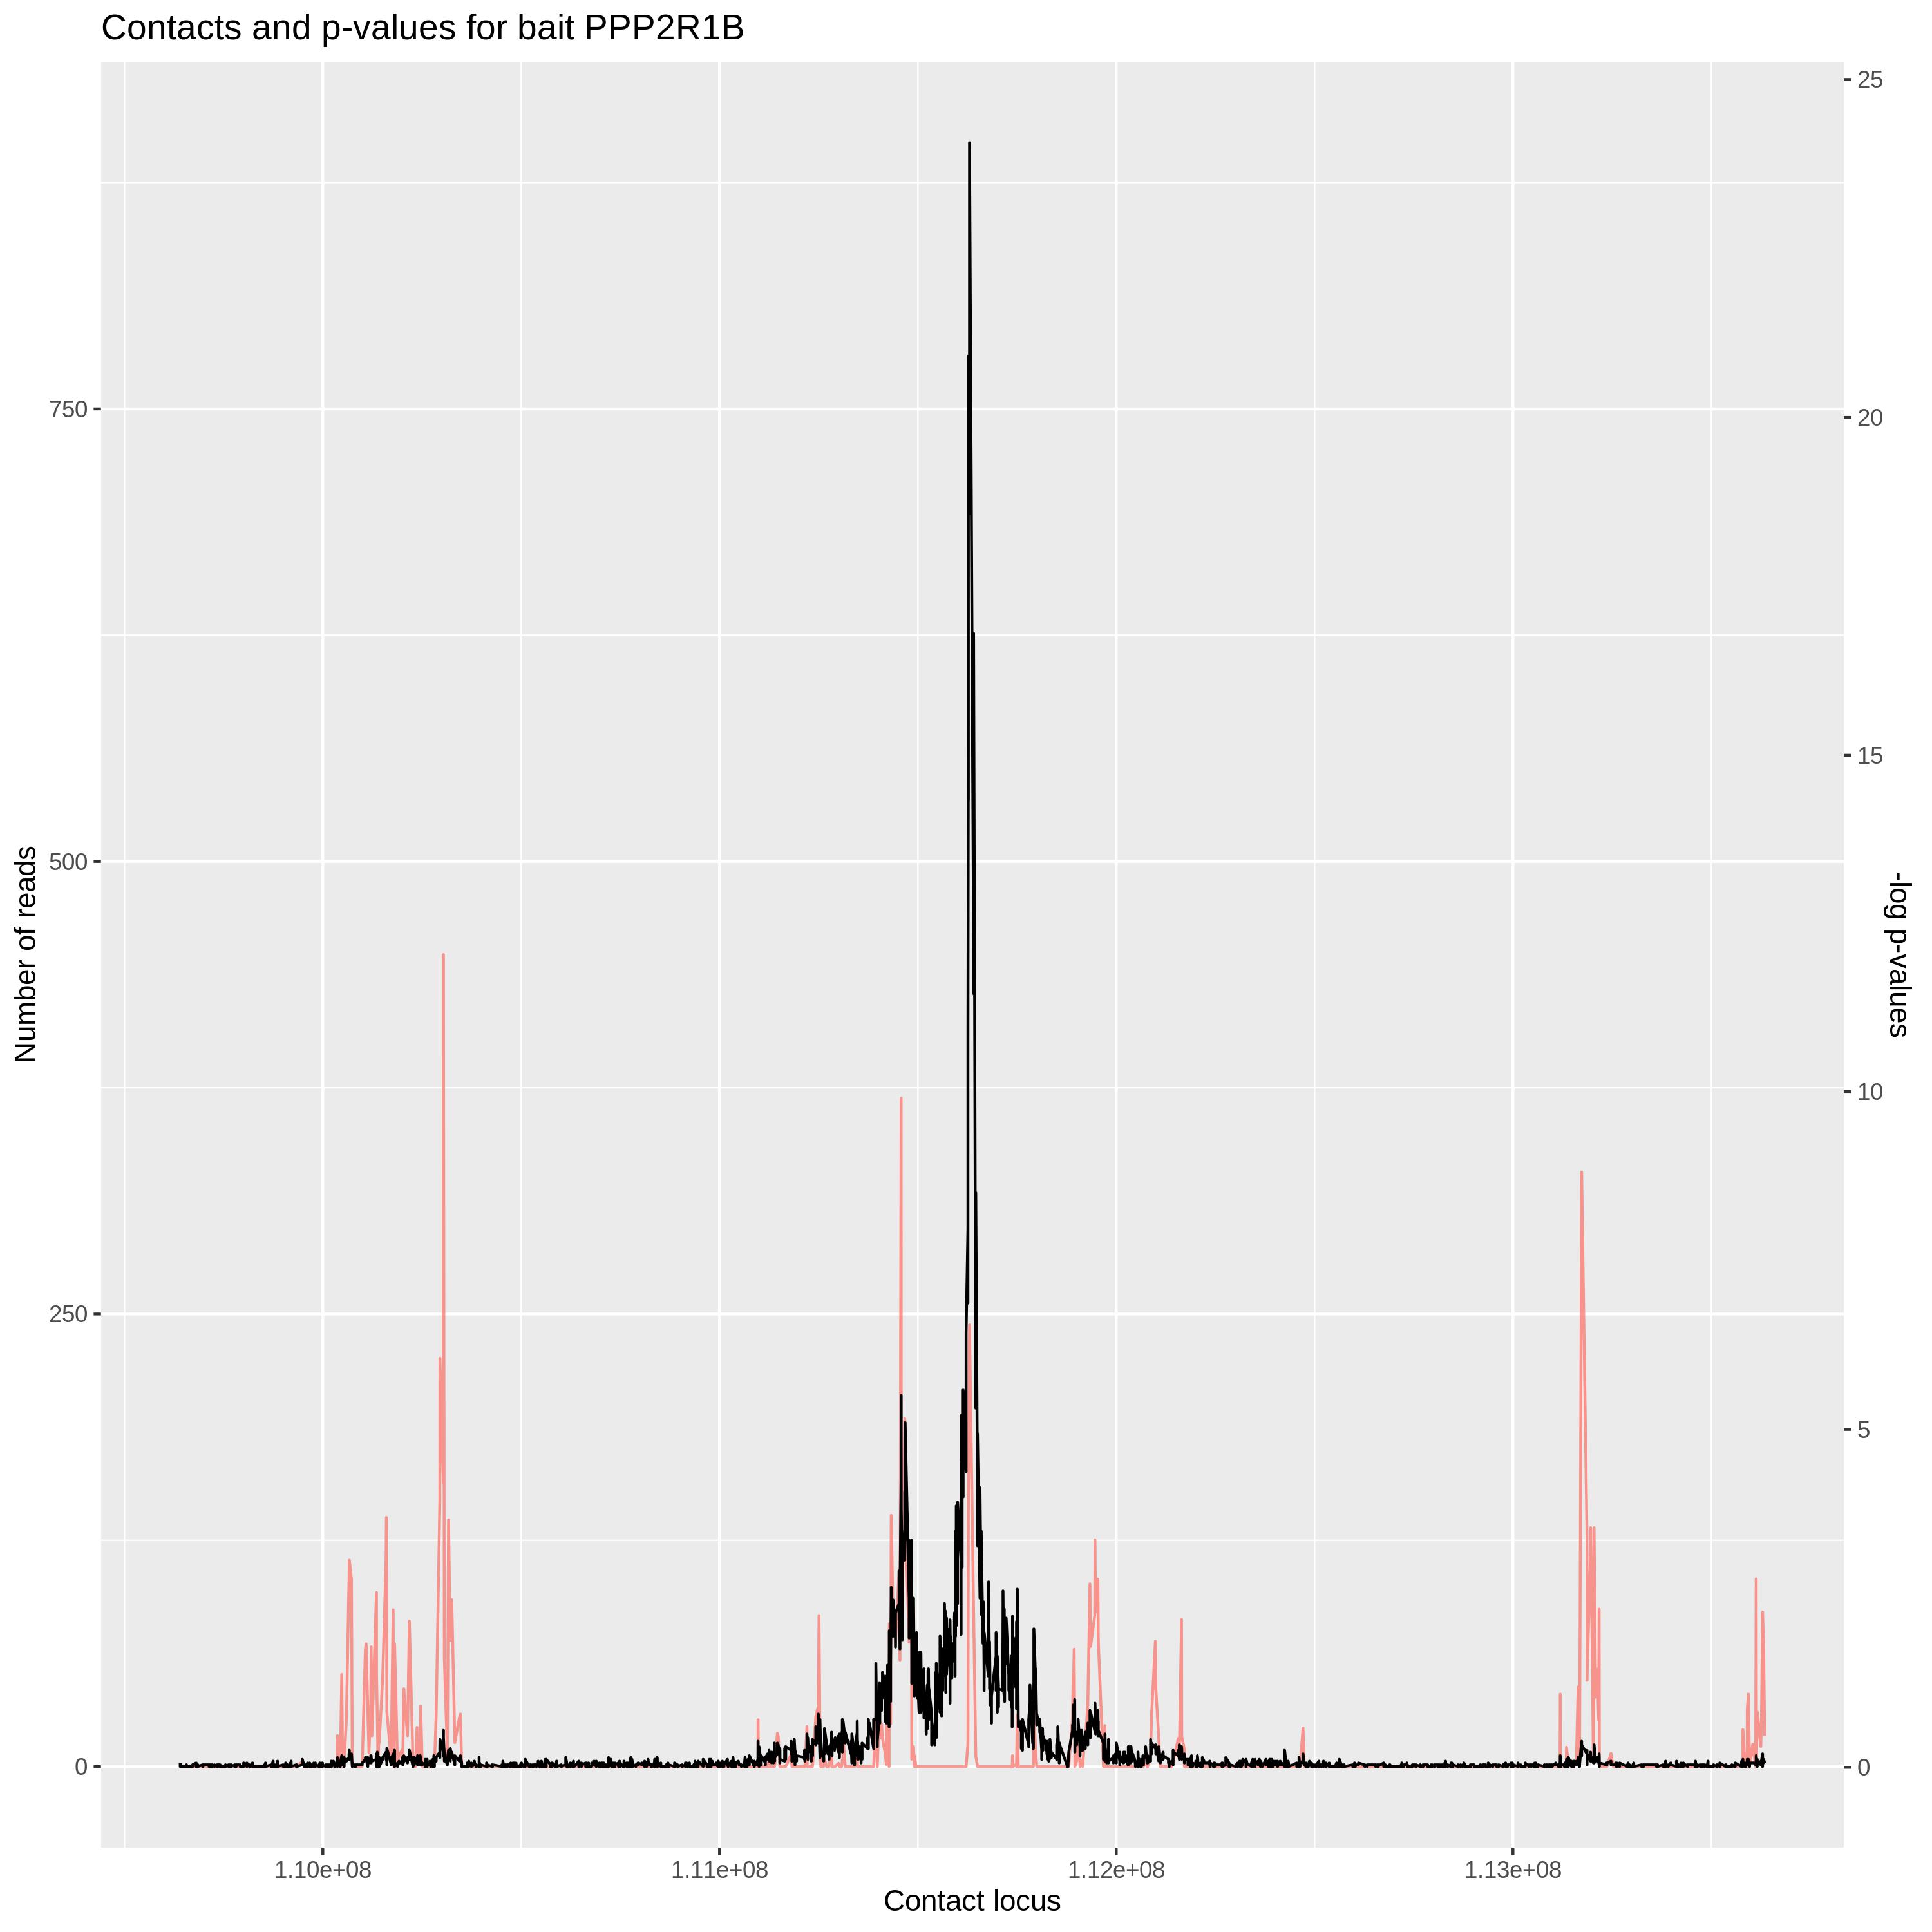 Contacts and p-values for bait PPP2R1B
25
750
20
15
500
Number of reads
-log p-values
10
250
5
0
0
1.10e+08
1.11e+08
1.12e+08
1.13e+08
Contact locus